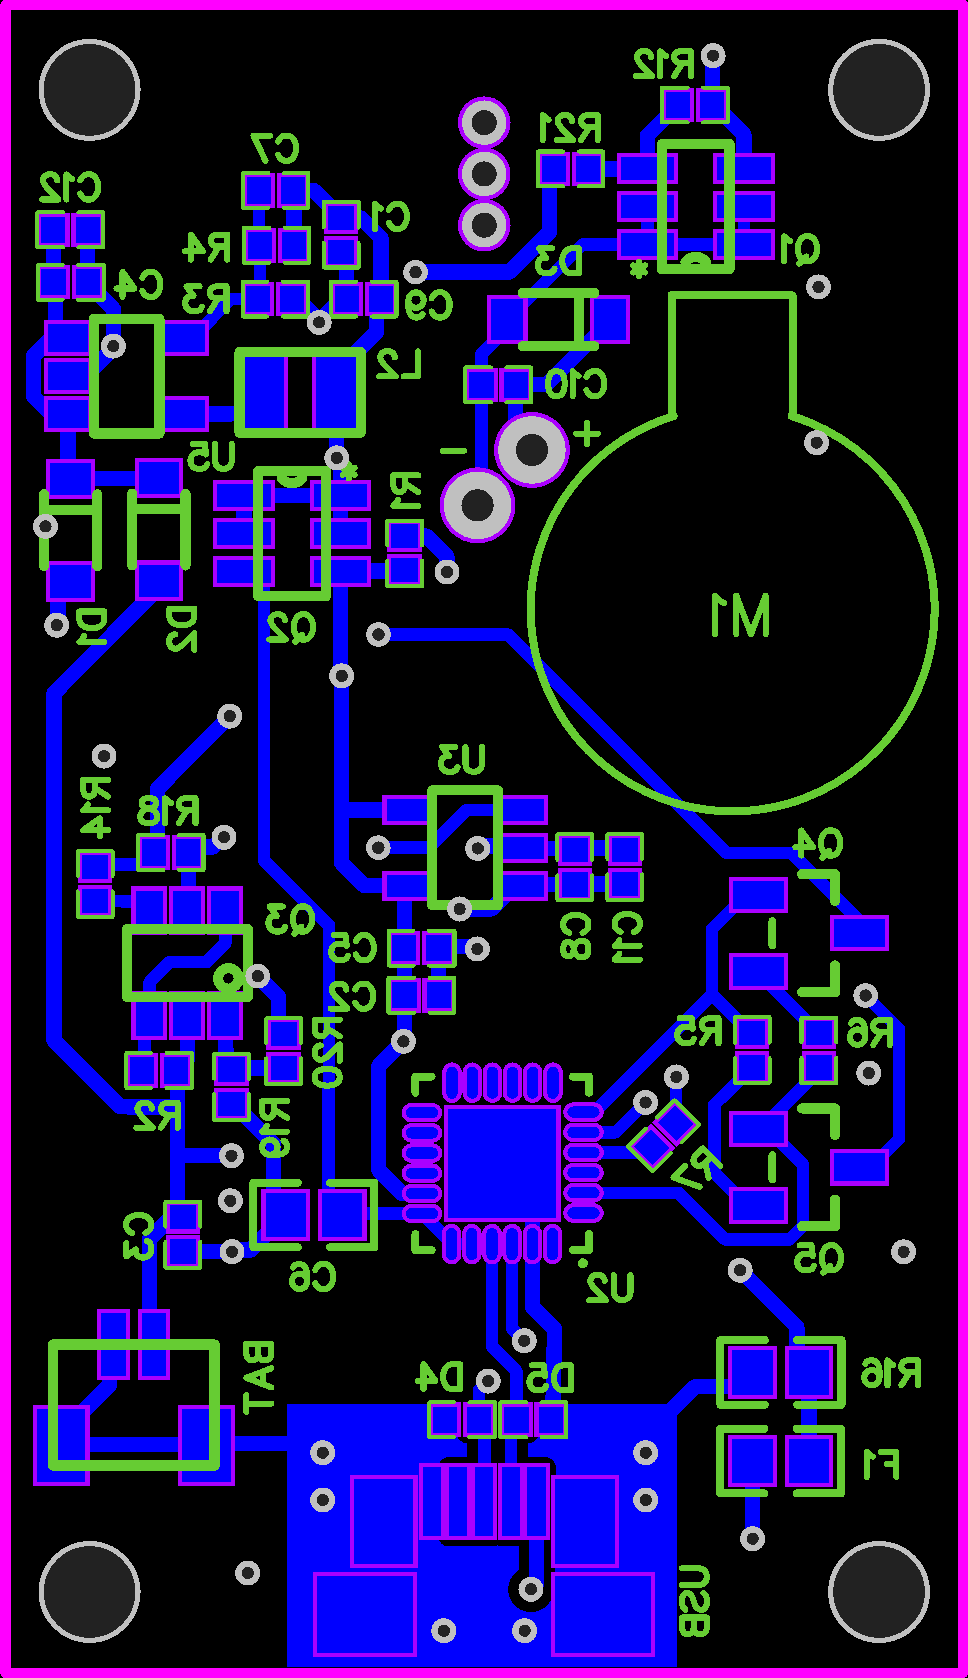 R12
R21
C7
C12
C1
R4
Q1
*
D3
C4
R3
C9
L2
C10
+
-
U5
*
R1
M1
D1
D2
Q2
U3
R14
R18
Q4
Q3
C5
C8
C11
C2
R20
R5
R6
R2
R19
R7
C3
Q5
C6
U2
BAT
D4
D5
R16
F1
USB